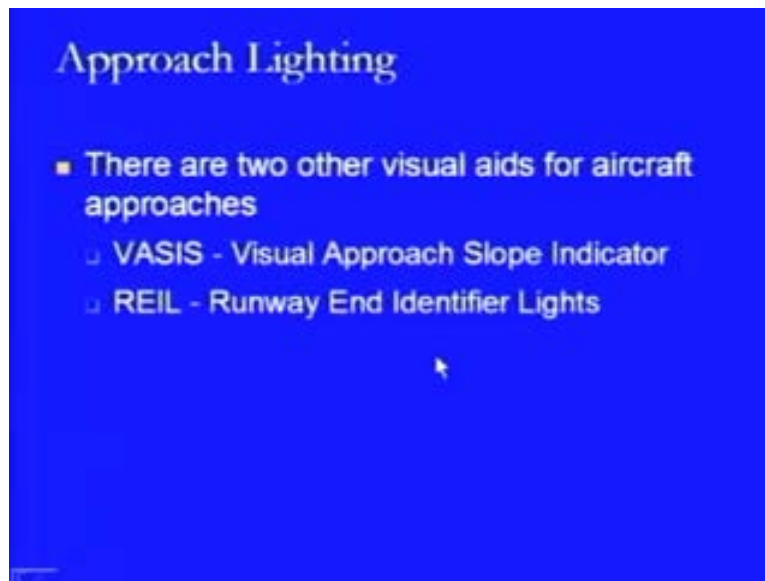 Approach Lighting
There are two other visual aids for aircraft
approaches
VASIS - Visual Approach Slope Indicator
REIL - Runway End Identifier Lights